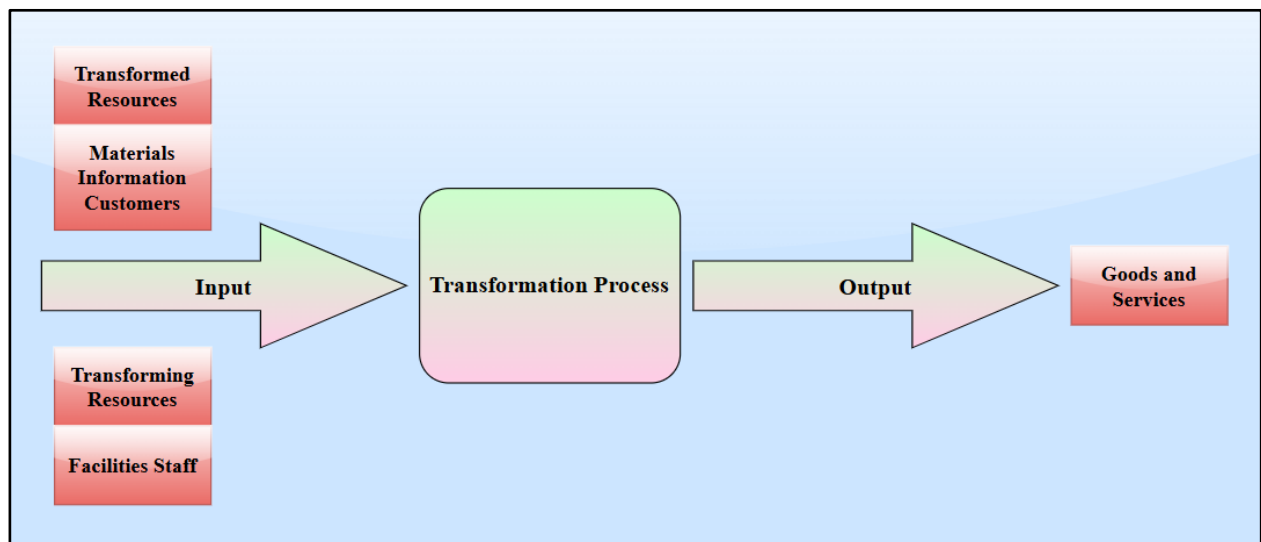 Transformed
Resources
Materials
Information
Customers
Input
Transformation Process
Output
Goods and
Services
Transforming
Resources
Facilities Staff